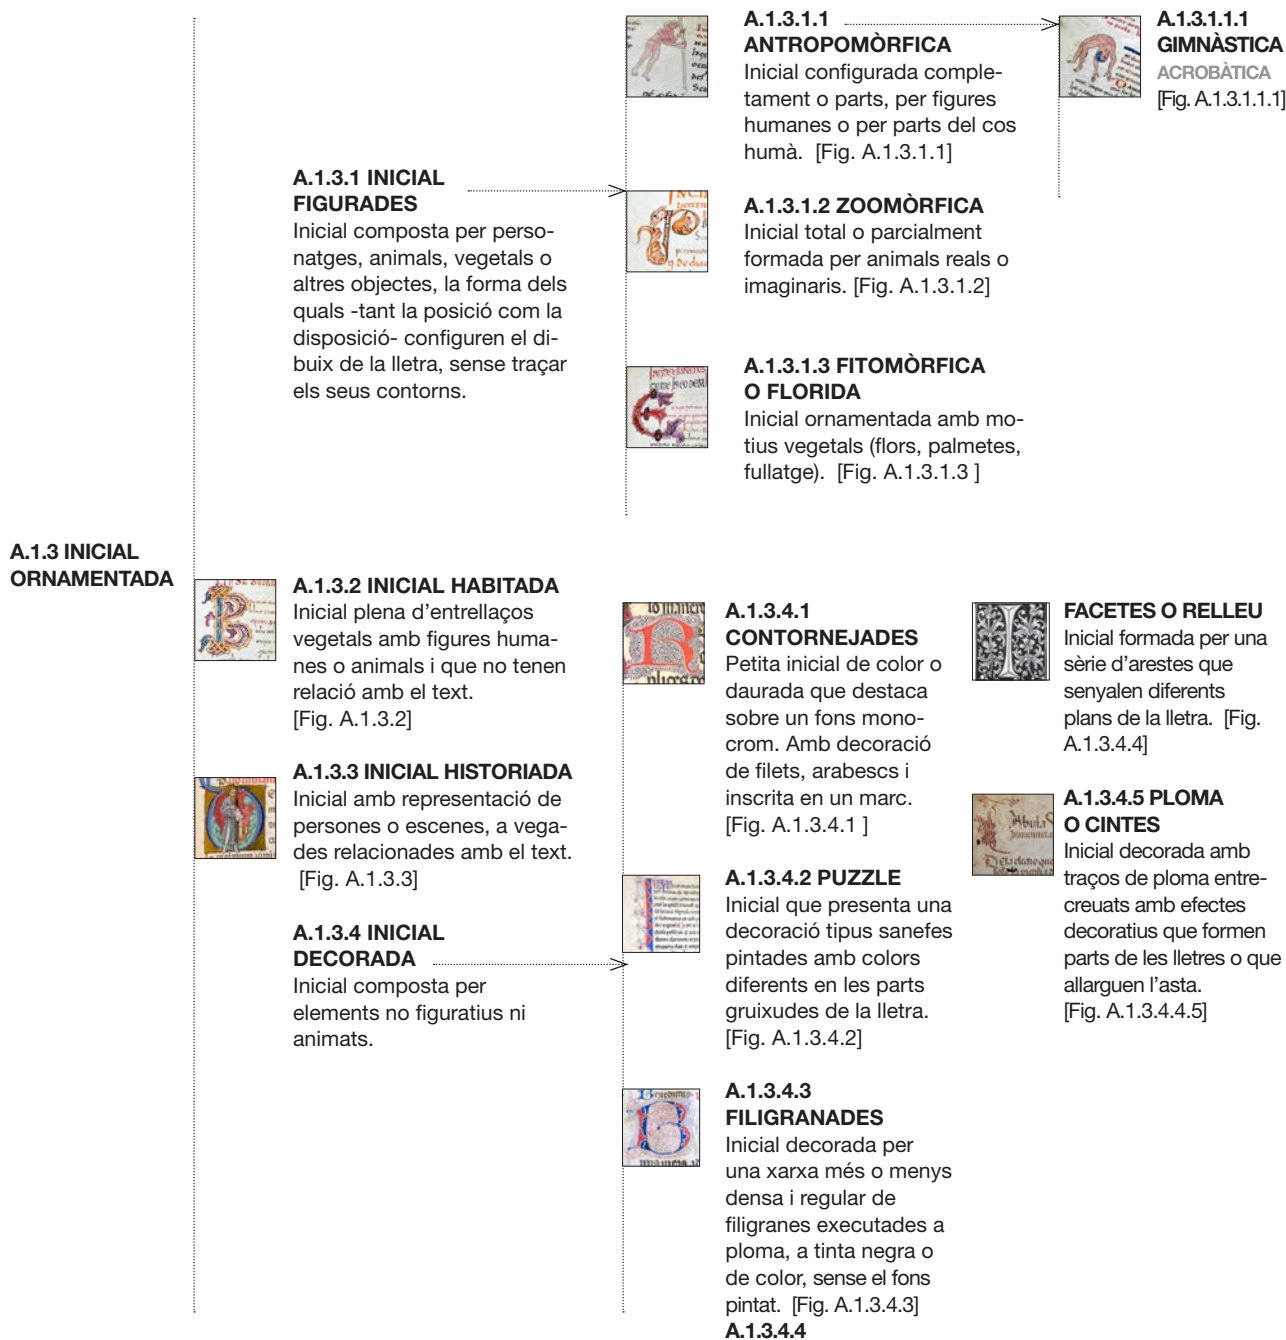 A.1.3 INICIAL
ORNAMENTADA
A.1.3.1 INICIAL
FIGURADES
Inicial composta per perso-
natges, animals, vegetals o
altres objectes, la forma dels
quals -tant la posició com la
disposició- configuren el di-
buix de la lletra, sense traçar
els seus contorns.
A.1.3.1.1
ANTROPOMÒRFICA
Inicial configurada comple-
tament o parts, per figures
humanes o per parts del cos
humà. [Fig. A.1.3.1.1]
A.1.3.1.1.1
GIMNÀSTICA
ACROBÀTICA
[Fig. A.1.3.1.1.1]
A.1.3.1.2 ZOOMÒRFICA
Inicial total o parcialment
formada per animals reals o
imaginaris. [Fig. A.1.3.1.2]
A.1.3.1.3 FITOMÒRFICA
O FLORIDA
Inicial ornamentada amb mo-
tius vegetals (flors, palmetes,
fullatge). [Fig. A.1.3.1.3 ]
A.1.3.2 INICIAL HABITADA
Inicial plena d’entrellaços
vegetals amb figures huma-
nes o animals i que no tenen
relació amb el text.
[Fig. A.1.3.2]
A.1.3.3 INICIAL HISTORIADA
Inicial amb representació de
persones o escenes, a vega-
des relacionades amb el text.
[Fig. A.1.3.3]
A.1.3.4 INICIAL
DECORADA
Inicial composta per
elements no figuratius ni
animats.
A.1.3.4.1
CONTORNEJADES
Petita inicial de color o
daurada que destaca
sobre un fons mono-
crom. Amb decoració
de filets, arabescs i
inscrita en un marc.
[Fig. A.1.3.4.1 ]
A.1.3.4.2 PUZZLE
Inicial que presenta una
decoració tipus sanefes
pintades amb colors
diferents en les parts
gruixudes de la lletra.
[Fig. A.1.3.4.2]
A.1.3.4.3
FILIGRANADES
Inicial decorada per
una xarxa més o menys
densa i regular de
filigranes executades a
ploma, a tinta negra o
de color, sense el fons
pintat. [Fig. A.1.3.4.3]
A.1.3.4.4
FACETES O RELLEU
Inicial formada per una
sèrie d’arestes que
senyalen diferents
plans de la lletra. [Fig.
A.1.3.4.4]
A.1.3.4.5 PLOMA
O CINTES
Inicial decorada amb
traços de ploma entre-
creuats amb efectes
decoratius que formen
parts de les lletres o que
allarguen l’asta.
[Fig. A.1.3.4.4.5]